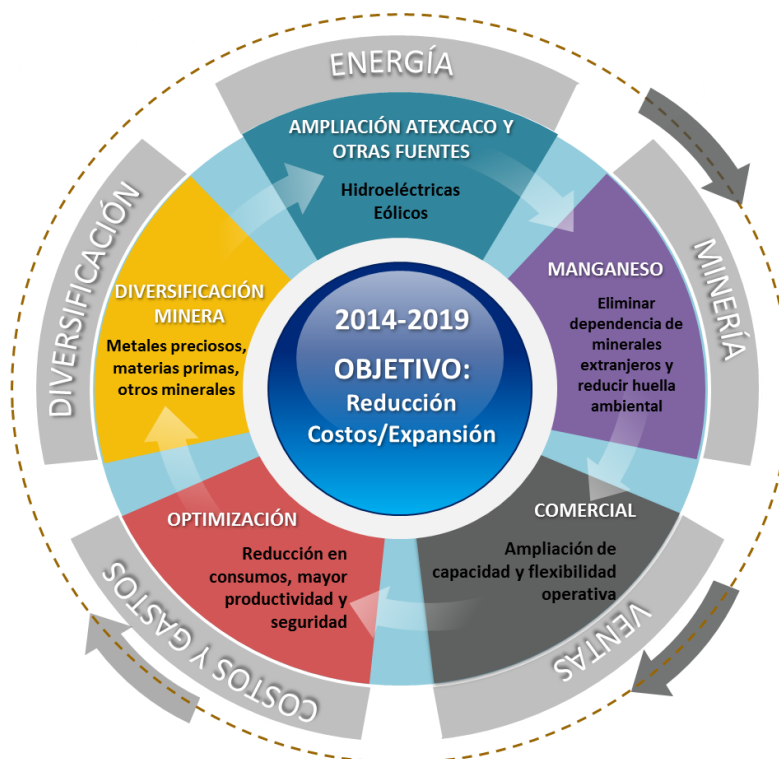 ENERGÍA
AMPLIACIÓN ATEXCACO Y
OTRAS FUENTES
Hidroeléctricas
Eólicos
MINERÍA
MANGANESO
Eliminar
dependencia de
minerales
extranjeros y
reducir huella
ambiental
VENTAS
COMERCIAL
Ampliación de
capacidad y flexibilidad
operativa
COSTOS Y GASTOS
OPTIMIZACIÓN
Reducción en
consumos, mayor
productividad y
seguridad
DIVERSIFICACIÓN
DIVERSIFICACIÓN
MINERA
Metales preciosos,
materias primas,
otros minerales
2014-2019
OBJETIVO:
Reducción
Costos/Expansión